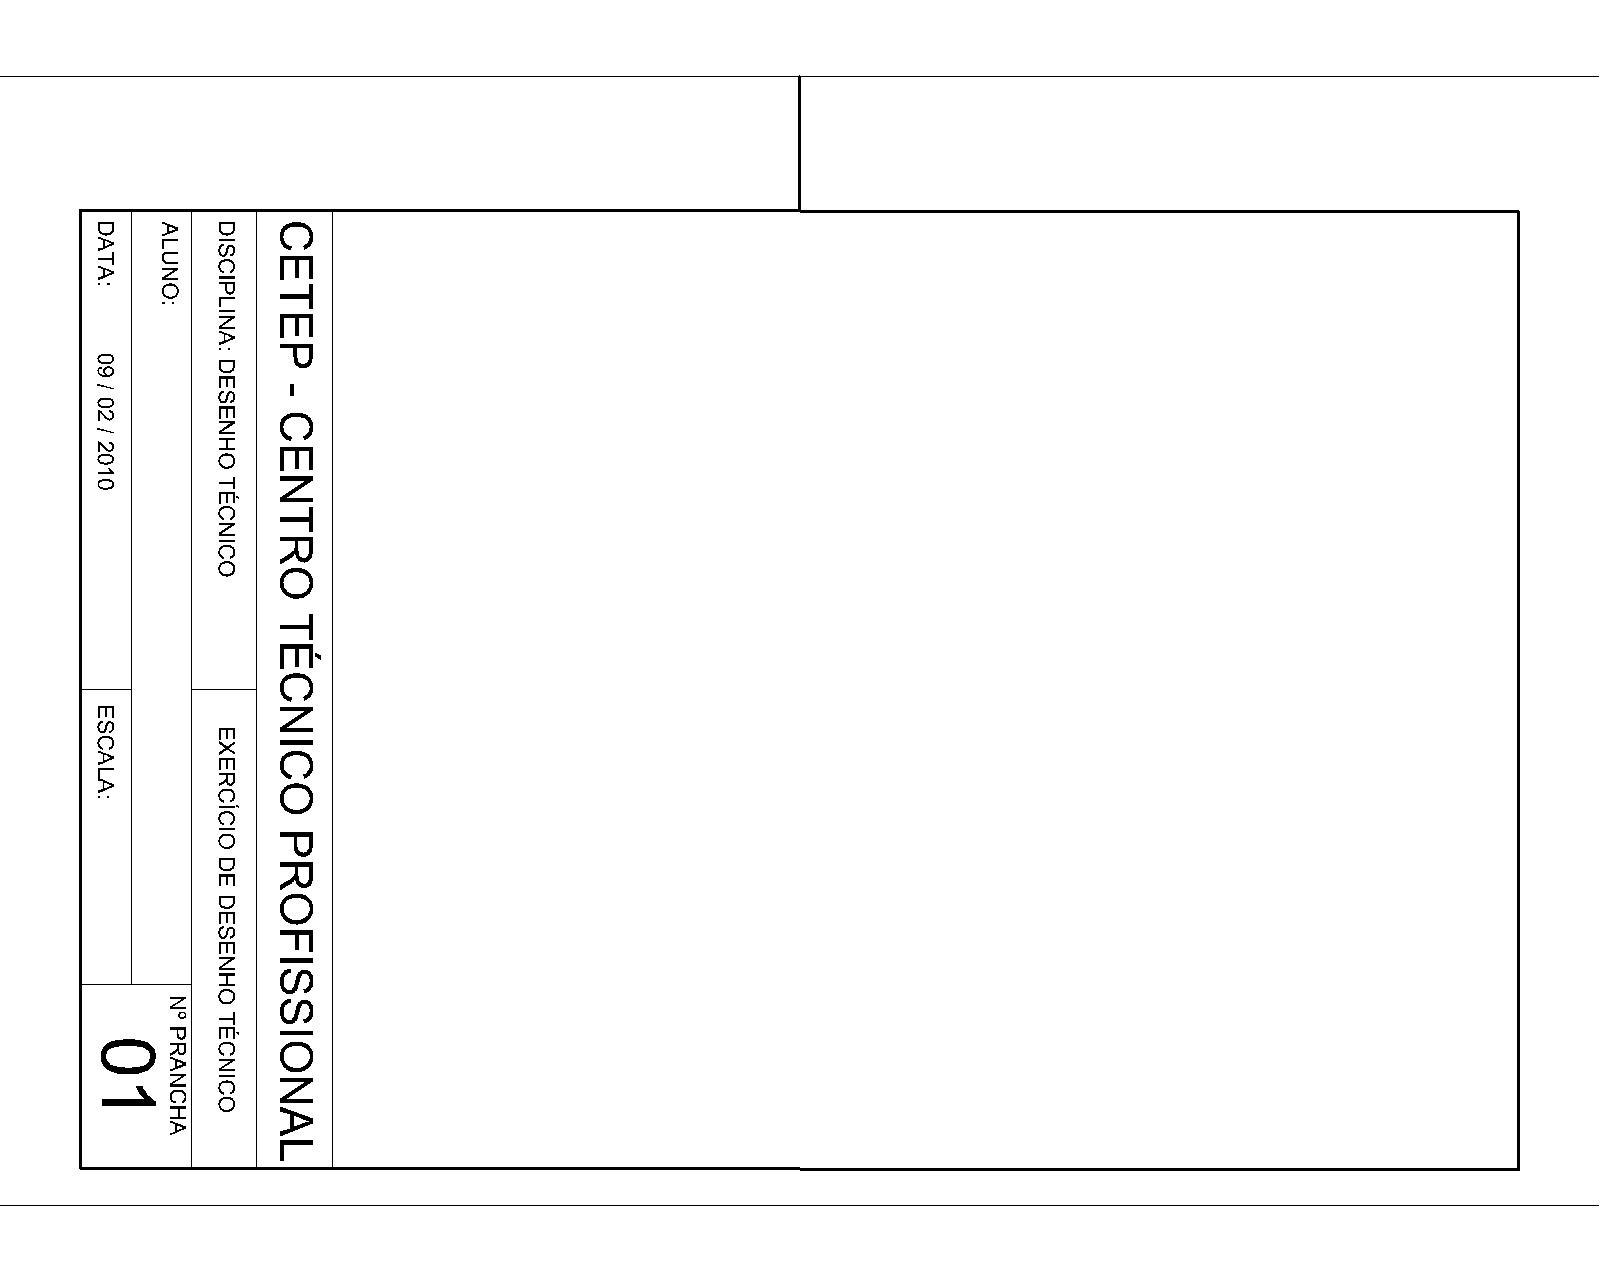 CETEP - CENTRO TÉCNICO PROFISSIONAL
DISCIPLINA: DESENHO TÉCNICO
EXERCÍCIO DE DESENHO TÉCNICO
ALUNO:
Nº PRANCHA
DATA: 09 / 02 / 2010
ESCALA:
01